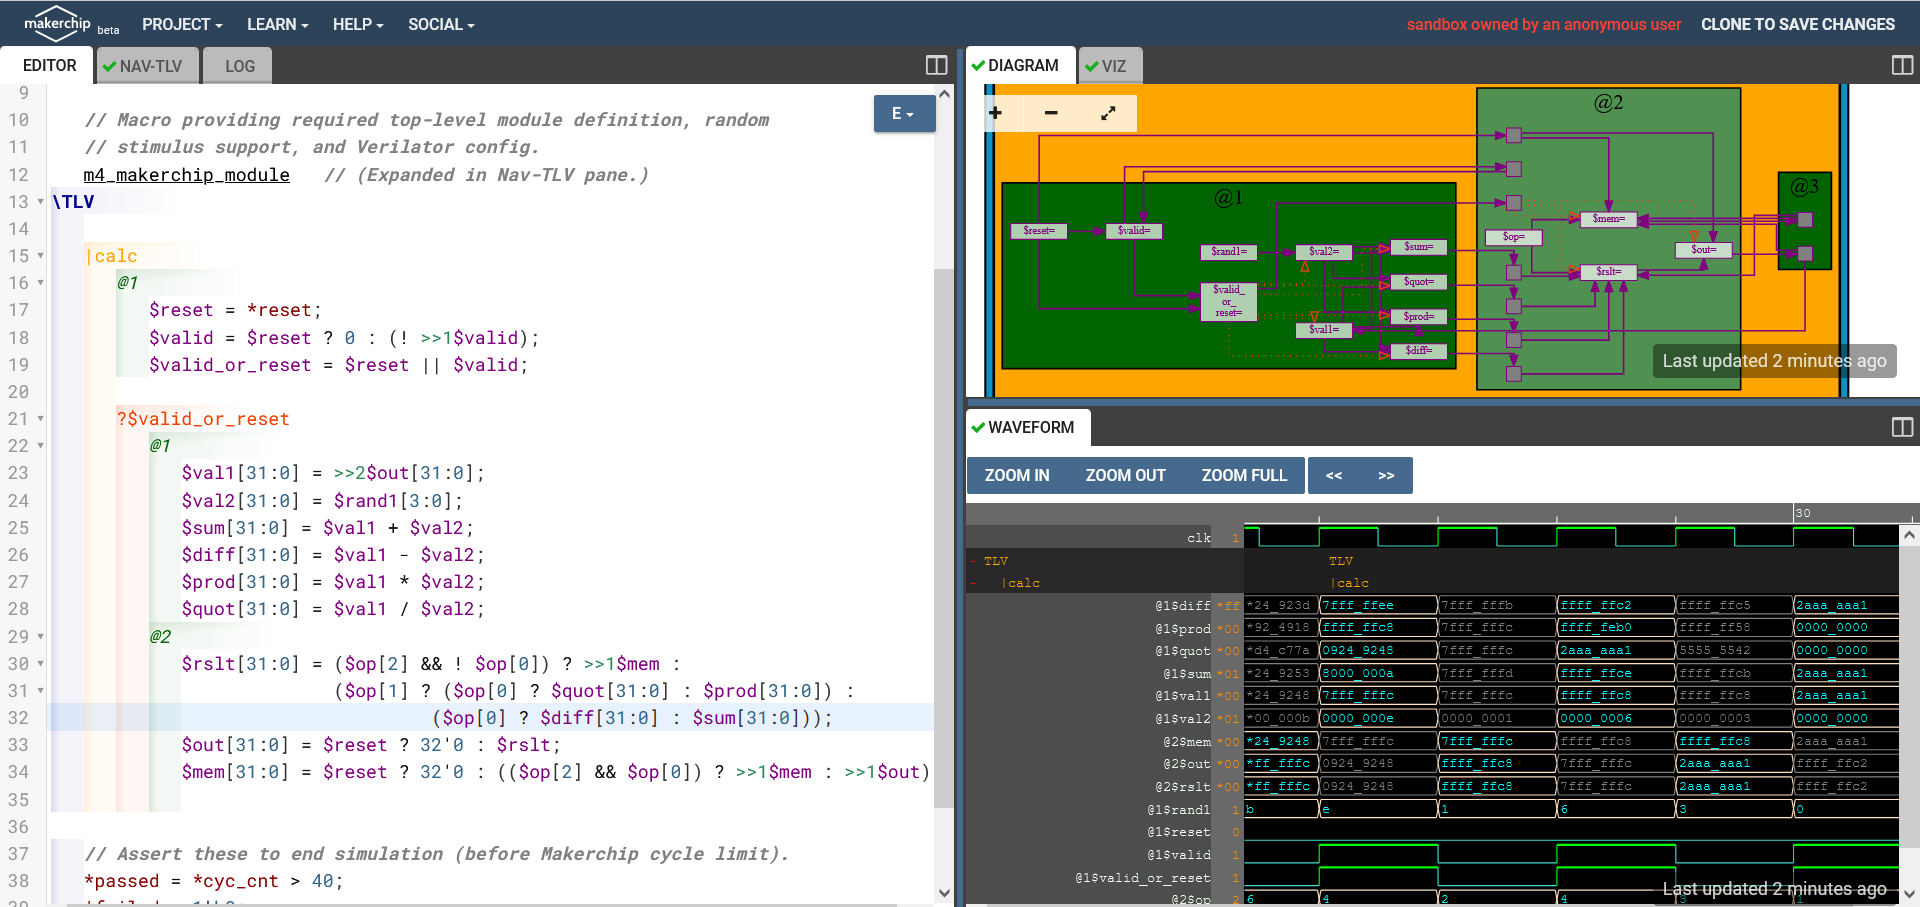 makerchip beta PROJECT LEARN HELP SOCIAL sandbox owned by an anonymous user CLONE TO SAVE CHANGES
EDITOR NAV-TLV LOG
E
9
10 // Macro providing required top-level module definition, random
11 // stimulus support, and Verilator config.
12 m4_makerchip_module // (Expanded in Nav-TLV pane.)
13 \TLV
14
15 |calc
16 @1
17 $reset = *reset;
18 $valid = $reset ? 0 : (! >>1$valid);
19 $valid_or_reset = $reset || $valid;
20
21 ?$valid_or_reset
22 @1
23 $val1[31:0] = >>2$out[31:0];
24 $val2[31:0] = $rand1[3:0];
25 $sum[31:0] = $val1 + $val2;
26 $diff[31:0] = $val1 - $val2;
27 $prod[31:0] = $val1 * $val2;
28 $quot[31:0] = $val1 / $val2;
29 @2
30 $rslt[31:0] = ($op[2] && ! $op[0]) ? >>1$mem :
31 ($op[1] ? ($op[0] ? $quot[31:0] : $prod[31:0]) :
32 ($op[0] ? $diff[31:0] : $sum[31:0]));
33 $out[31:0] = $reset ? 32'0 : $rslt;
34 $mem[31:0] = $reset ? 32'0 : (($op[2] && $op[0]) ? >>1$mem : >>1$out)
35
36
37 // Assert these to end simulation (before Makerchip cycle limit).
38 *passed = *cyc_cnt > 40;
DIAGRAM VIZ
+ −
@1
@2
@3
$reset=
$valid=
$rand1=
$val2=
$valid_
or_
reset=
$val1=
$sum=
$quot=
$prod=
$diff=
$op=
$mem=
$out=
$rslt=
Last updated 2 minutes ago
WAVEFORM
ZOOM IN ZOOM OUT ZOOM FULL << >>
30
clk 1
- TLV TLV
- |calc |calc
@1$diff *ff *24_923d 7fff_ffee 7fff_fffb ffff_ffc2 ffff_ffc5 2aaa_aaa1
@1$prod *00 *92_4918 ffff_ffc8 7fff_fffc ffff_feb0 ffff_ff58 0000_0000
@1$quot *00 *d4_c77a 0924_9248 7fff_fffc 2aaa_aaa1 5555_5542 0000_0000
@1$sum *01 *24_9253 8000_000a 7fff_fffd ffff_ffce ffff_ffcb 2aaa_aaa1
@1$val1 *00 *24_9248 7fff_fffc 7fff_fffc ffff_ffc8 ffff_ffc8 2aaa_aaa1
@1$val2 *01 *00_000b 0000_000e 0000_0001 0000_0006 0000_0003 0000_0000
@2$mem *00 *24_9248 7fff_fffc 7fff_fffc ffff_ffc8 ffff_ffc8 2aaa_aaa1
@2$out *00 *ff_fffc 0924_9248 ffff_ffc8 7fff_fffc 2aaa_aaa1 ffff_ffc2
@2$rslt *00 *ff_fffc 0924_9248 ffff_ffc8 7fff_fffc 2aaa_aaa1 ffff_ffc2
@1$rand1 1 b e 1 6 3 0
@1$reset 0
@1$valid 1
@1$valid_or_reset 1
@2$op 2 6 4 2 4 3 1
Last updated 2 minutes ago